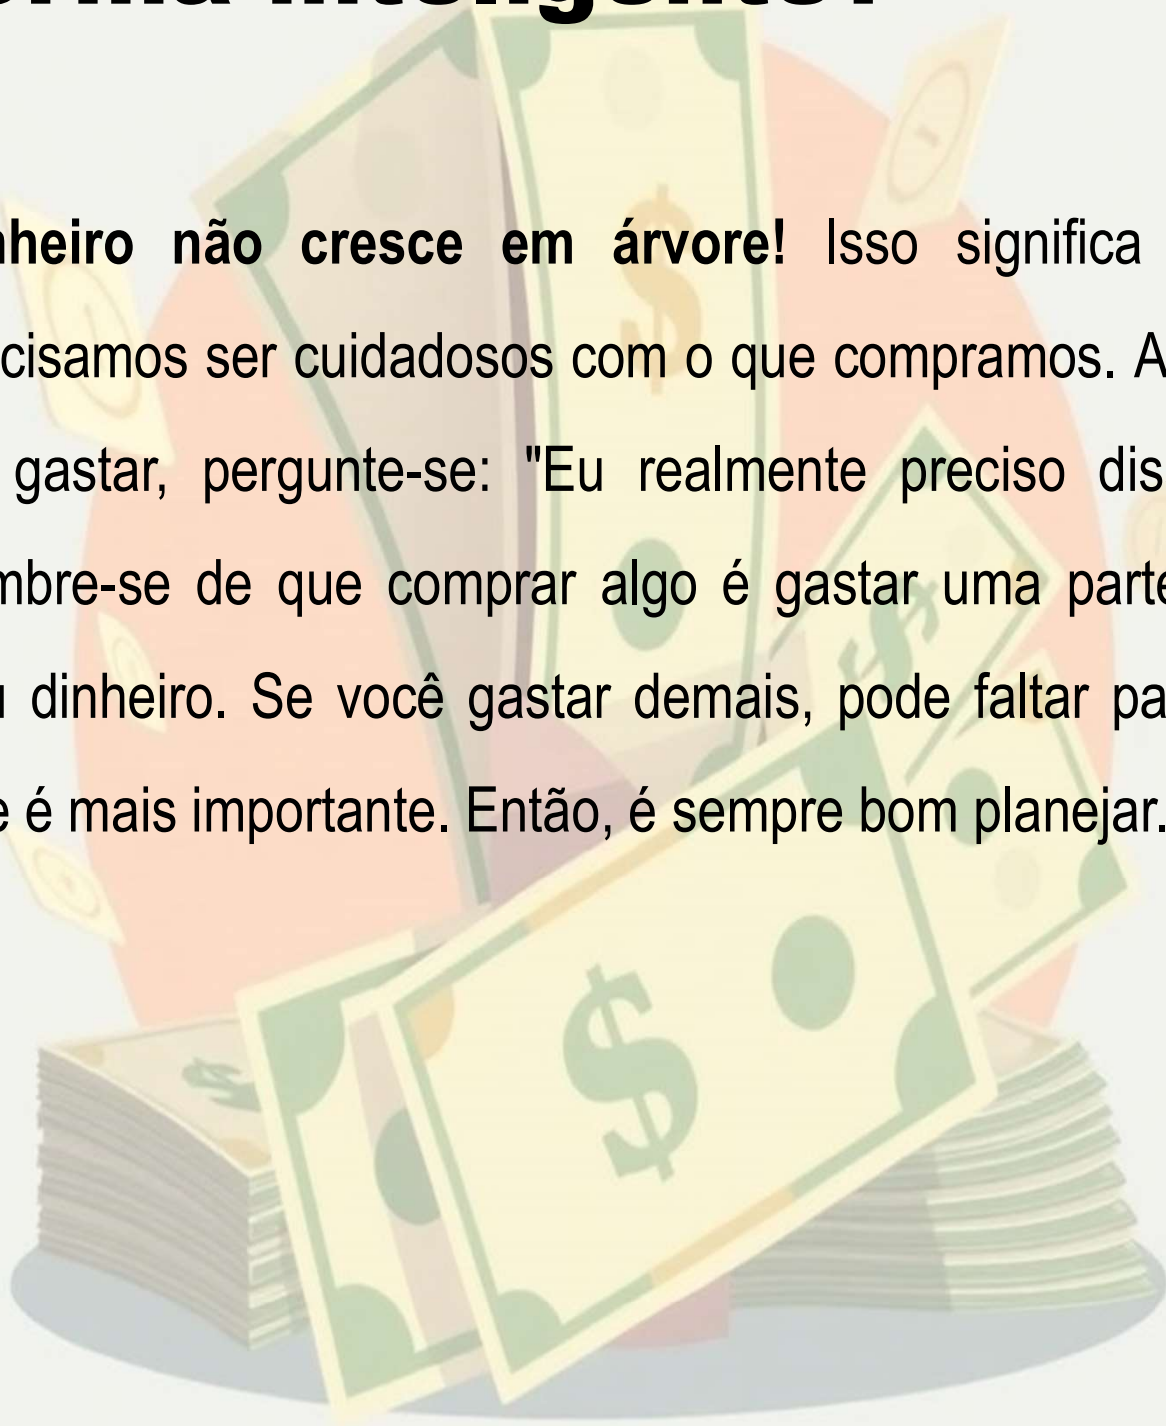 inteligente?
nheiro não cresce em árvore! Isso significa
cisamos ser cuidadosos com o que compramos. A
gastar, pergunte-se: "Eu realmente preciso dis
mbre-se de que comprar algo é gastar uma parte
u dinheiro. Se você gastar demais, pode faltar pa
e é mais importante. Então, é sempre bom planejar.